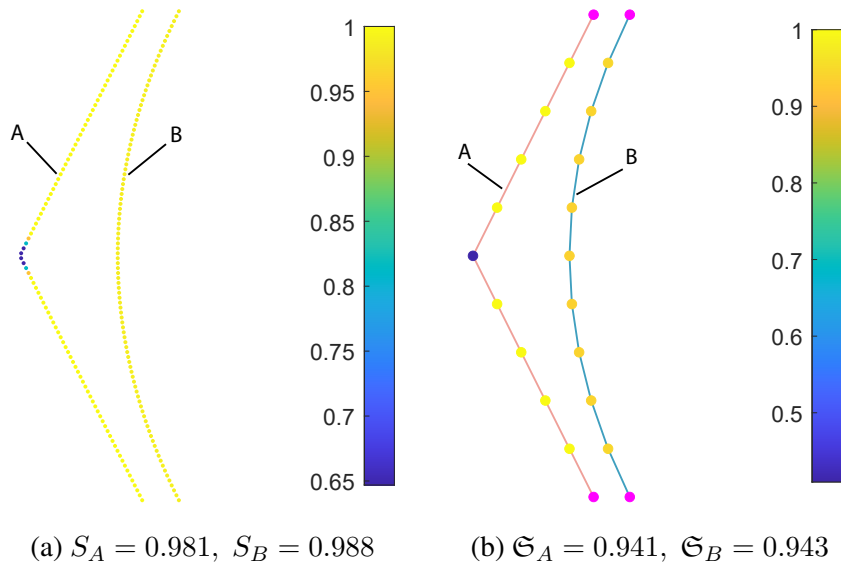 1
0.95
0.9
0.85
0.8
0.75
0.7
0.65
A
B
1
0.9
0.8
0.7
0.6
0.5
A
B
(a) S_A = 0.981, S_B = 0.988
(b) 𝔖_A = 0.941, 𝔖_B = 0.943